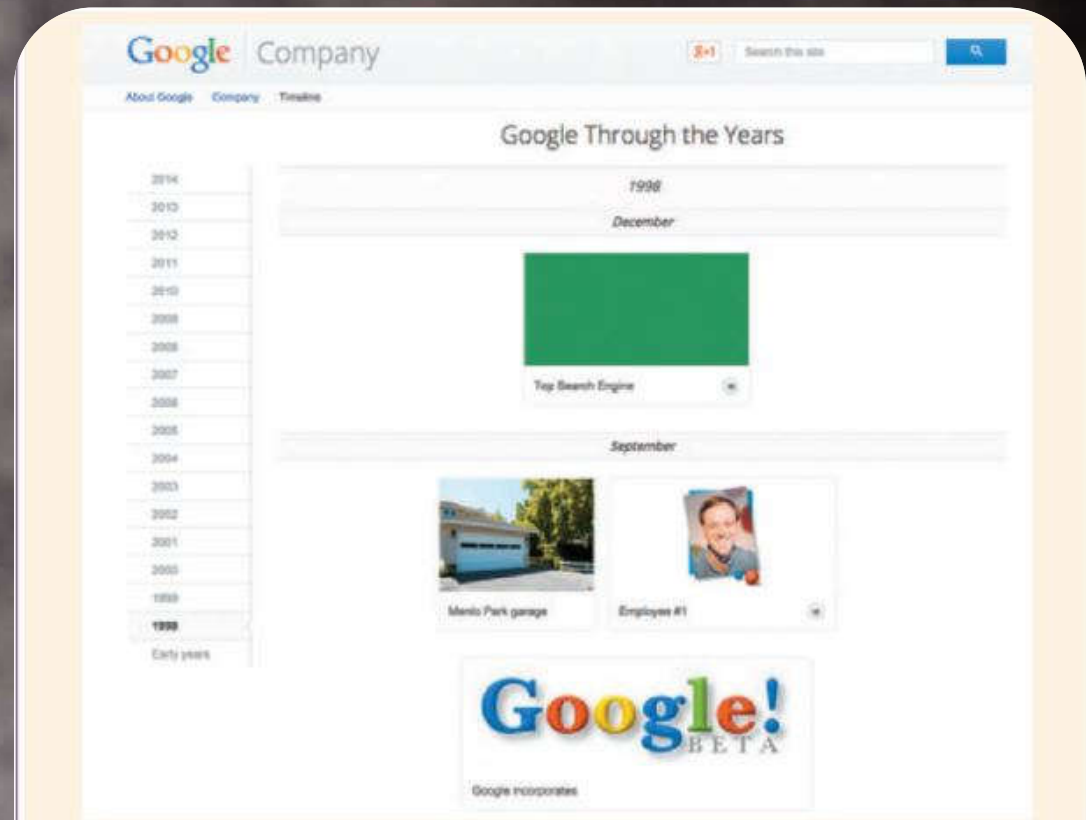 Google Company
g+1 Search this site
About Google Company Timeline
Google Through the Years
2014
2013
2012
2011
2010
2009
2008
2007
2006
2005
2004
2003
2002
2001
2000
1999
1998
Early years
1998
December
Top Search Engine
September
Menlo Park garage
Employee #1
Google!
BETA
Google incorporates